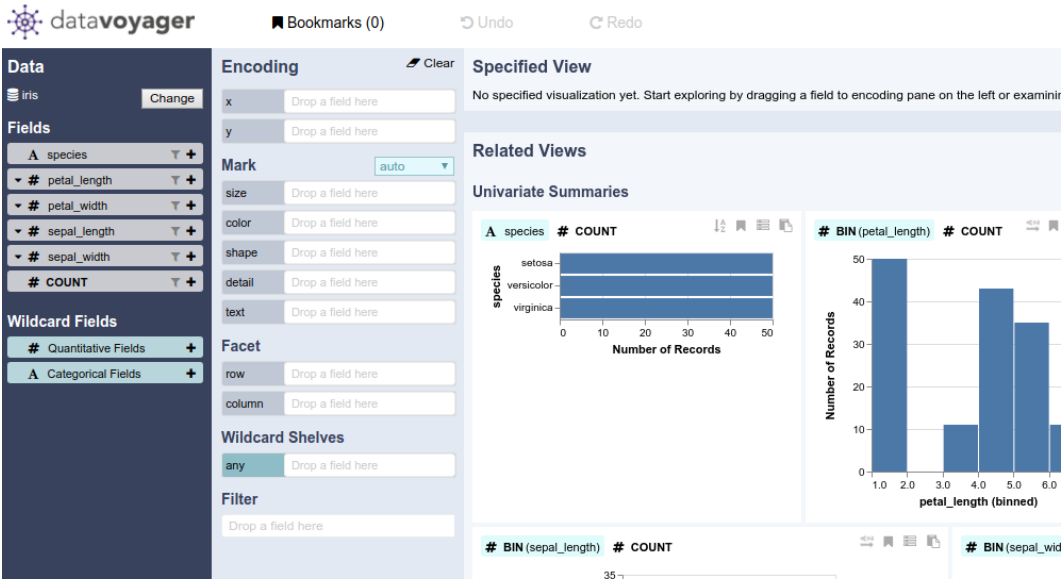 datavoyager
Bookmarks (0)
Undo
Redo
Data
iris
Change
Fields
A species
# petal_length
# petal_width
# sepal_length
# sepal_width
# COUNT
Wildcard Fields
# Quantitative Fields
A Categorical Fields
Encoding
Clear
x Drop a field here
y Drop a field here
Mark
auto
size Drop a field here
color Drop a field here
shape Drop a field here
detail Drop a field here
text Drop a field here
Facet
row Drop a field here
column Drop a field here
Wildcard Shelves
any Drop a field here
Filter
Drop a field here
Specified View
No specified visualization yet. Start exploring by dragging a field to encoding pane on the left or examinin
Related Views
Univariate Summaries
A species # COUNT
species
setosa
versicolor
virginica
0 10 20 30 40 50
Number of Records
# BIN(petal_length) # COUNT
Number of Records
50
40
30
20
10
0
1.0 2.0 3.0 4.0 5.0 6.0
petal_length (binned)
# BIN(sepal_length) # COUNT
35
# BIN(sepal_wid